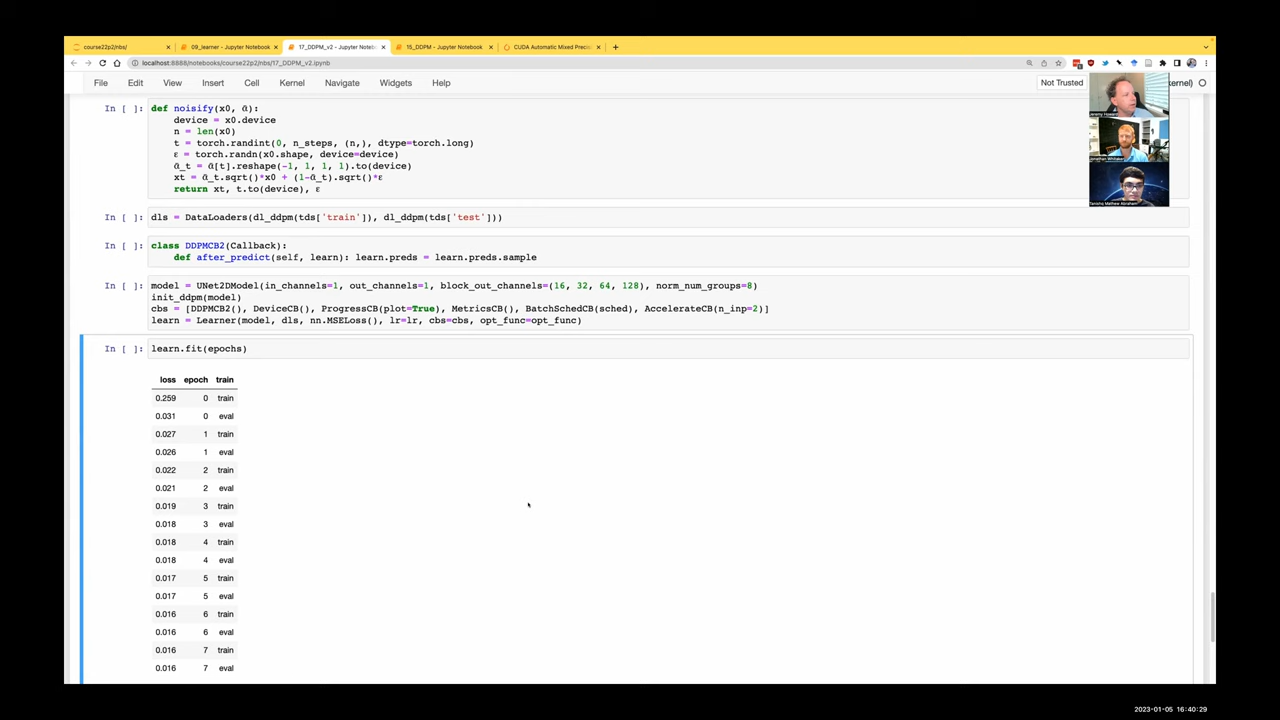 course22p2/nbs/
09_learner - Jupyter Notebook
17_DDPM_v2 - Jupyter Noteb
15_DDPM - Jupyter Notebook
CUDA Automatic Mixed Preci
localhost:8888/notebooks/course22p2/nbs/17_DDPM_v2.ipynb
File Edit View Insert Cell Kernel Navigate Widgets Help Not Trusted kernel)
In [ ]: def noisify(x0, ᾱ):
device = x0.device
n = len(x0)
t = torch.randint(0, n_steps, (n,), dtype=torch.long)
ε = torch.randn(x0.shape, device=device)
ᾱ_t = ᾱ[t].reshape(-1, 1, 1, 1).to(device)
xt = ᾱ_t.sqrt()*x0 + (1-ᾱ_t).sqrt()*ε
return xt, t.to(device), ε
In [ ]: dls = DataLoaders(dl_ddpm(tds['train']), dl_ddpm(tds['test']))
In [ ]: class DDPMCB2(Callback):
def after_predict(self, learn): learn.preds = learn.preds.sample
In [ ]: model = UNet2DModel(in_channels=1, out_channels=1, block_out_channels=(16, 32, 64, 128), norm_num_groups=8)
init_ddpm(model)
cbs = [DDPMCB2(), DeviceCB(), ProgressCB(plot=True), MetricsCB(), BatchSchedCB(sched), AccelerateCB(n_inp=2)]
learn = Learner(model, dls, nn.MSELoss(), lr=lr, cbs=cbs, opt_func=opt_func)
In [ ]: learn.fit(epochs)
loss epoch train
0.259 0 train
0.031 0 eval
0.027 1 train
0.026 1 eval
0.022 2 train
0.021 2 eval
0.019 3 train
0.018 3 eval
0.018 4 train
0.018 4 eval
0.017 5 train
0.017 5 eval
0.016 6 train
0.016 6 eval
0.016 7 train
0.016 7 eval
Jeremy Howard
Jonathan Whitaker
Tanishq Mathew Abraham
2023-01-05 16:40:29